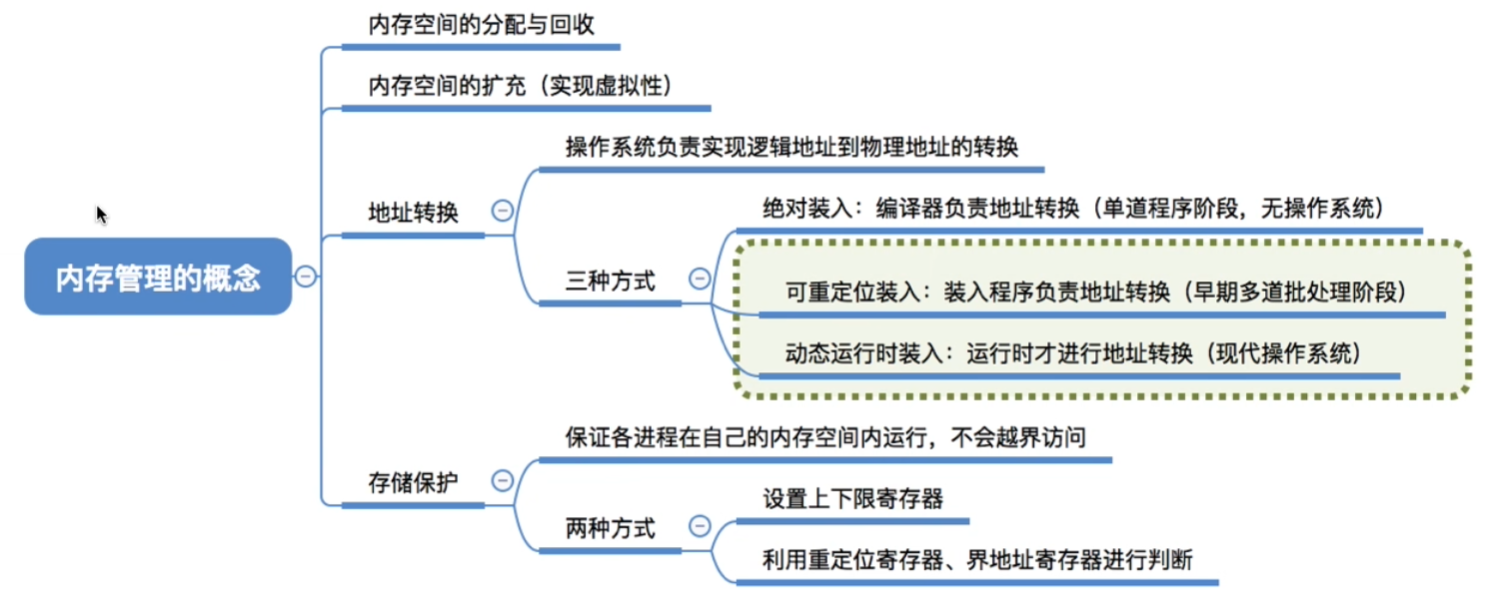 内存空间的分配与回收
内存空间的扩充（实现虚拟性）
操作系统负责实现逻辑地址到物理地址的转换
绝对装入：编译器负责地址转换（单道程序阶段，无操作系统）
地址转换
内存管理的概念
三种方式
可重定位装入：装入程序负责地址转换（早期多道批处理阶段）
动态运行时装入：运行时才进行地址转换（现代操作系统）
保证各进程在自己的内存空间内运行，不会越界访问
存储保护
设置上下限寄存器
两种方式
利用重定位寄存器、界地址寄存器进行判断